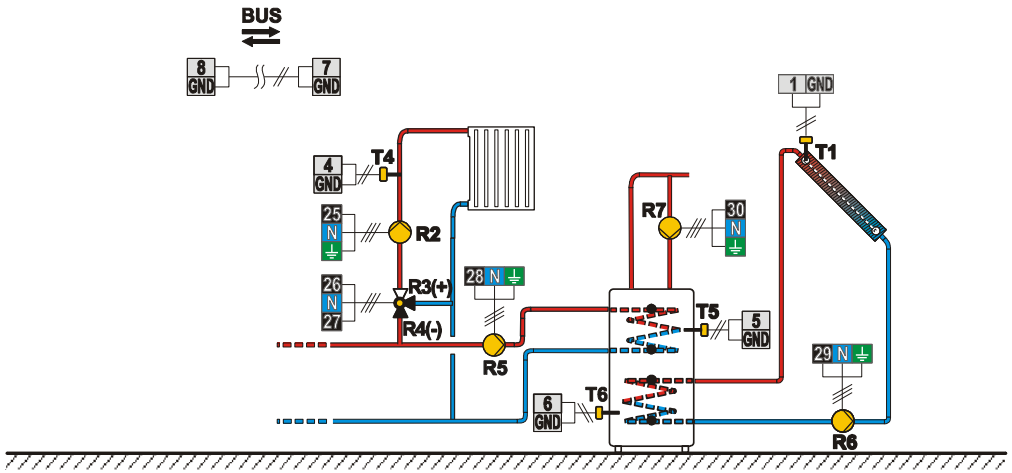 BUS
8
GND
7
GND
1 GND
T1
4
GND
T4
25
N
R2
R7
30
N
26
N
27
R3(+)
R4(-)
28 N
R5
T5
5
GND
29 N
R6
T6
6
GND